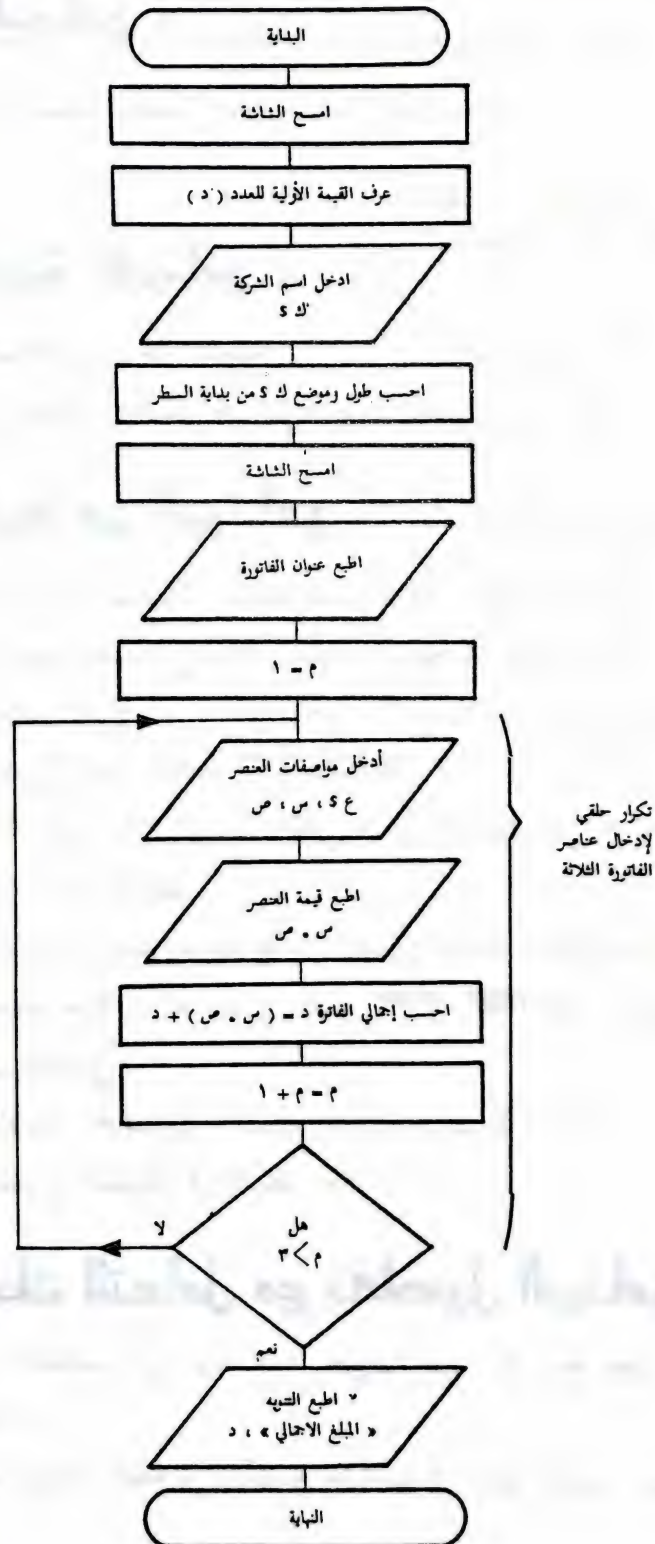 البداية
امسح الشاشة
عرف القيمة الأولية للعدد ( د )
ادخل اسم الشركة
ك S
احسب طول وموضع ك S من بداية السطر
امسح الشاشة
اطبع عنوان الفاتورة
م = ١
أدخل مواصفات العنصر
ع S ، س ، ص
اطبع قيمة العنصر
س * ص
احسب إجمالي الفاترة د = ( س * ص ) + د
م = م + ١
تكرار حلقي
لإدخال عناصر
الفاتورة الثلاثة
هل
م > ٣
لا
نعم
اطبع التنويه
« المبلغ الاجمالي » ، د
النهاية